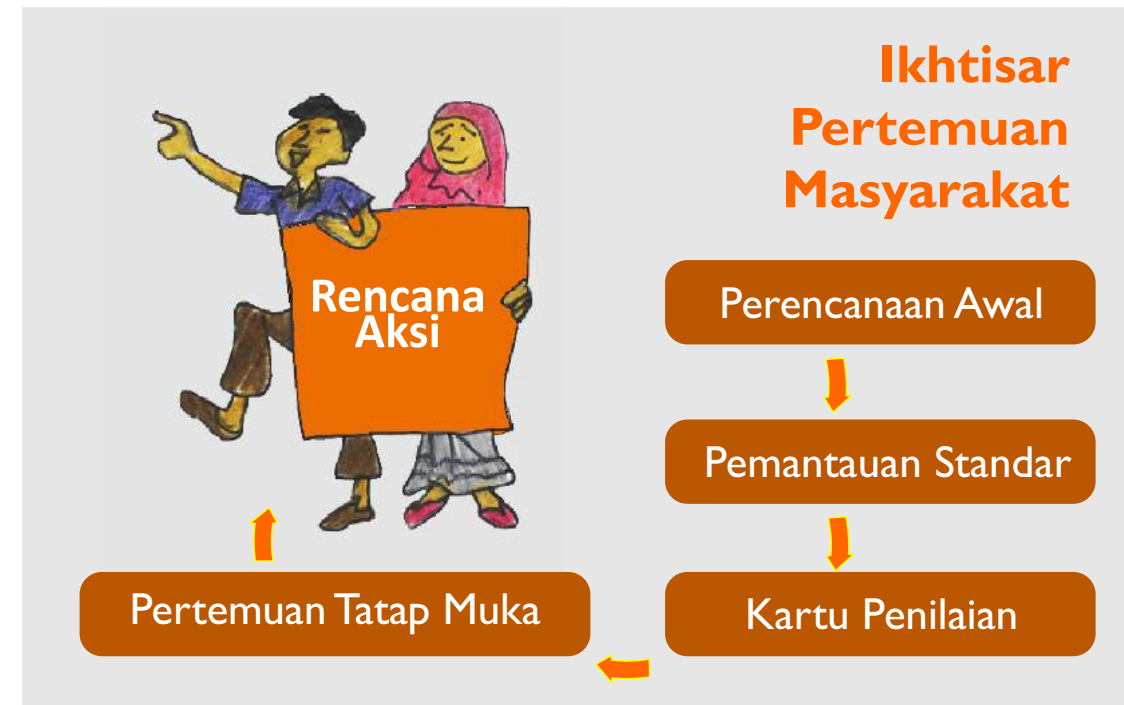 Ikhtisar
Pertemuan
Masyarakat
Rencana
Aksi
Perencanaan Awal
Pemantauan Standar
Kartu Penilaian
Pertemuan Tatap Muka